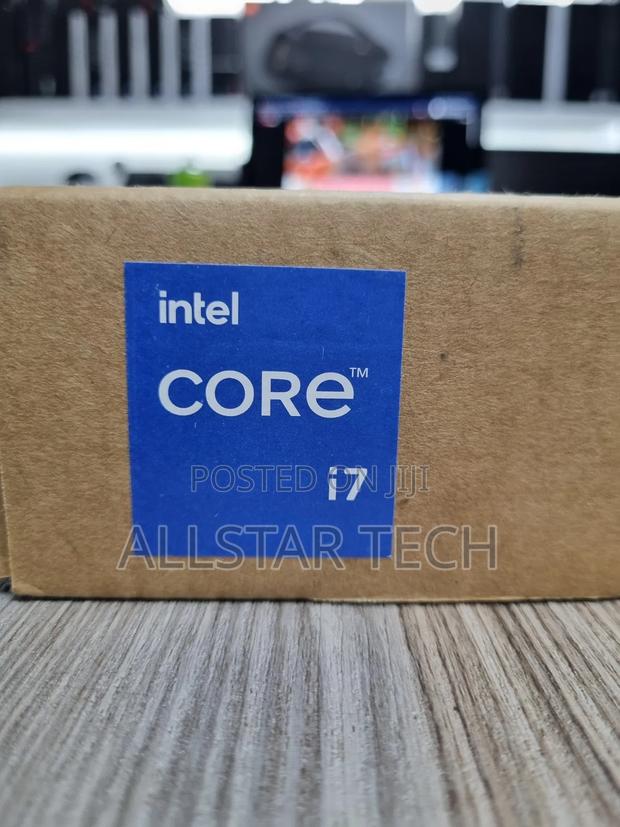 intel
CORe™
i7
POSTED ON JIJI
ALLSTAR TECH